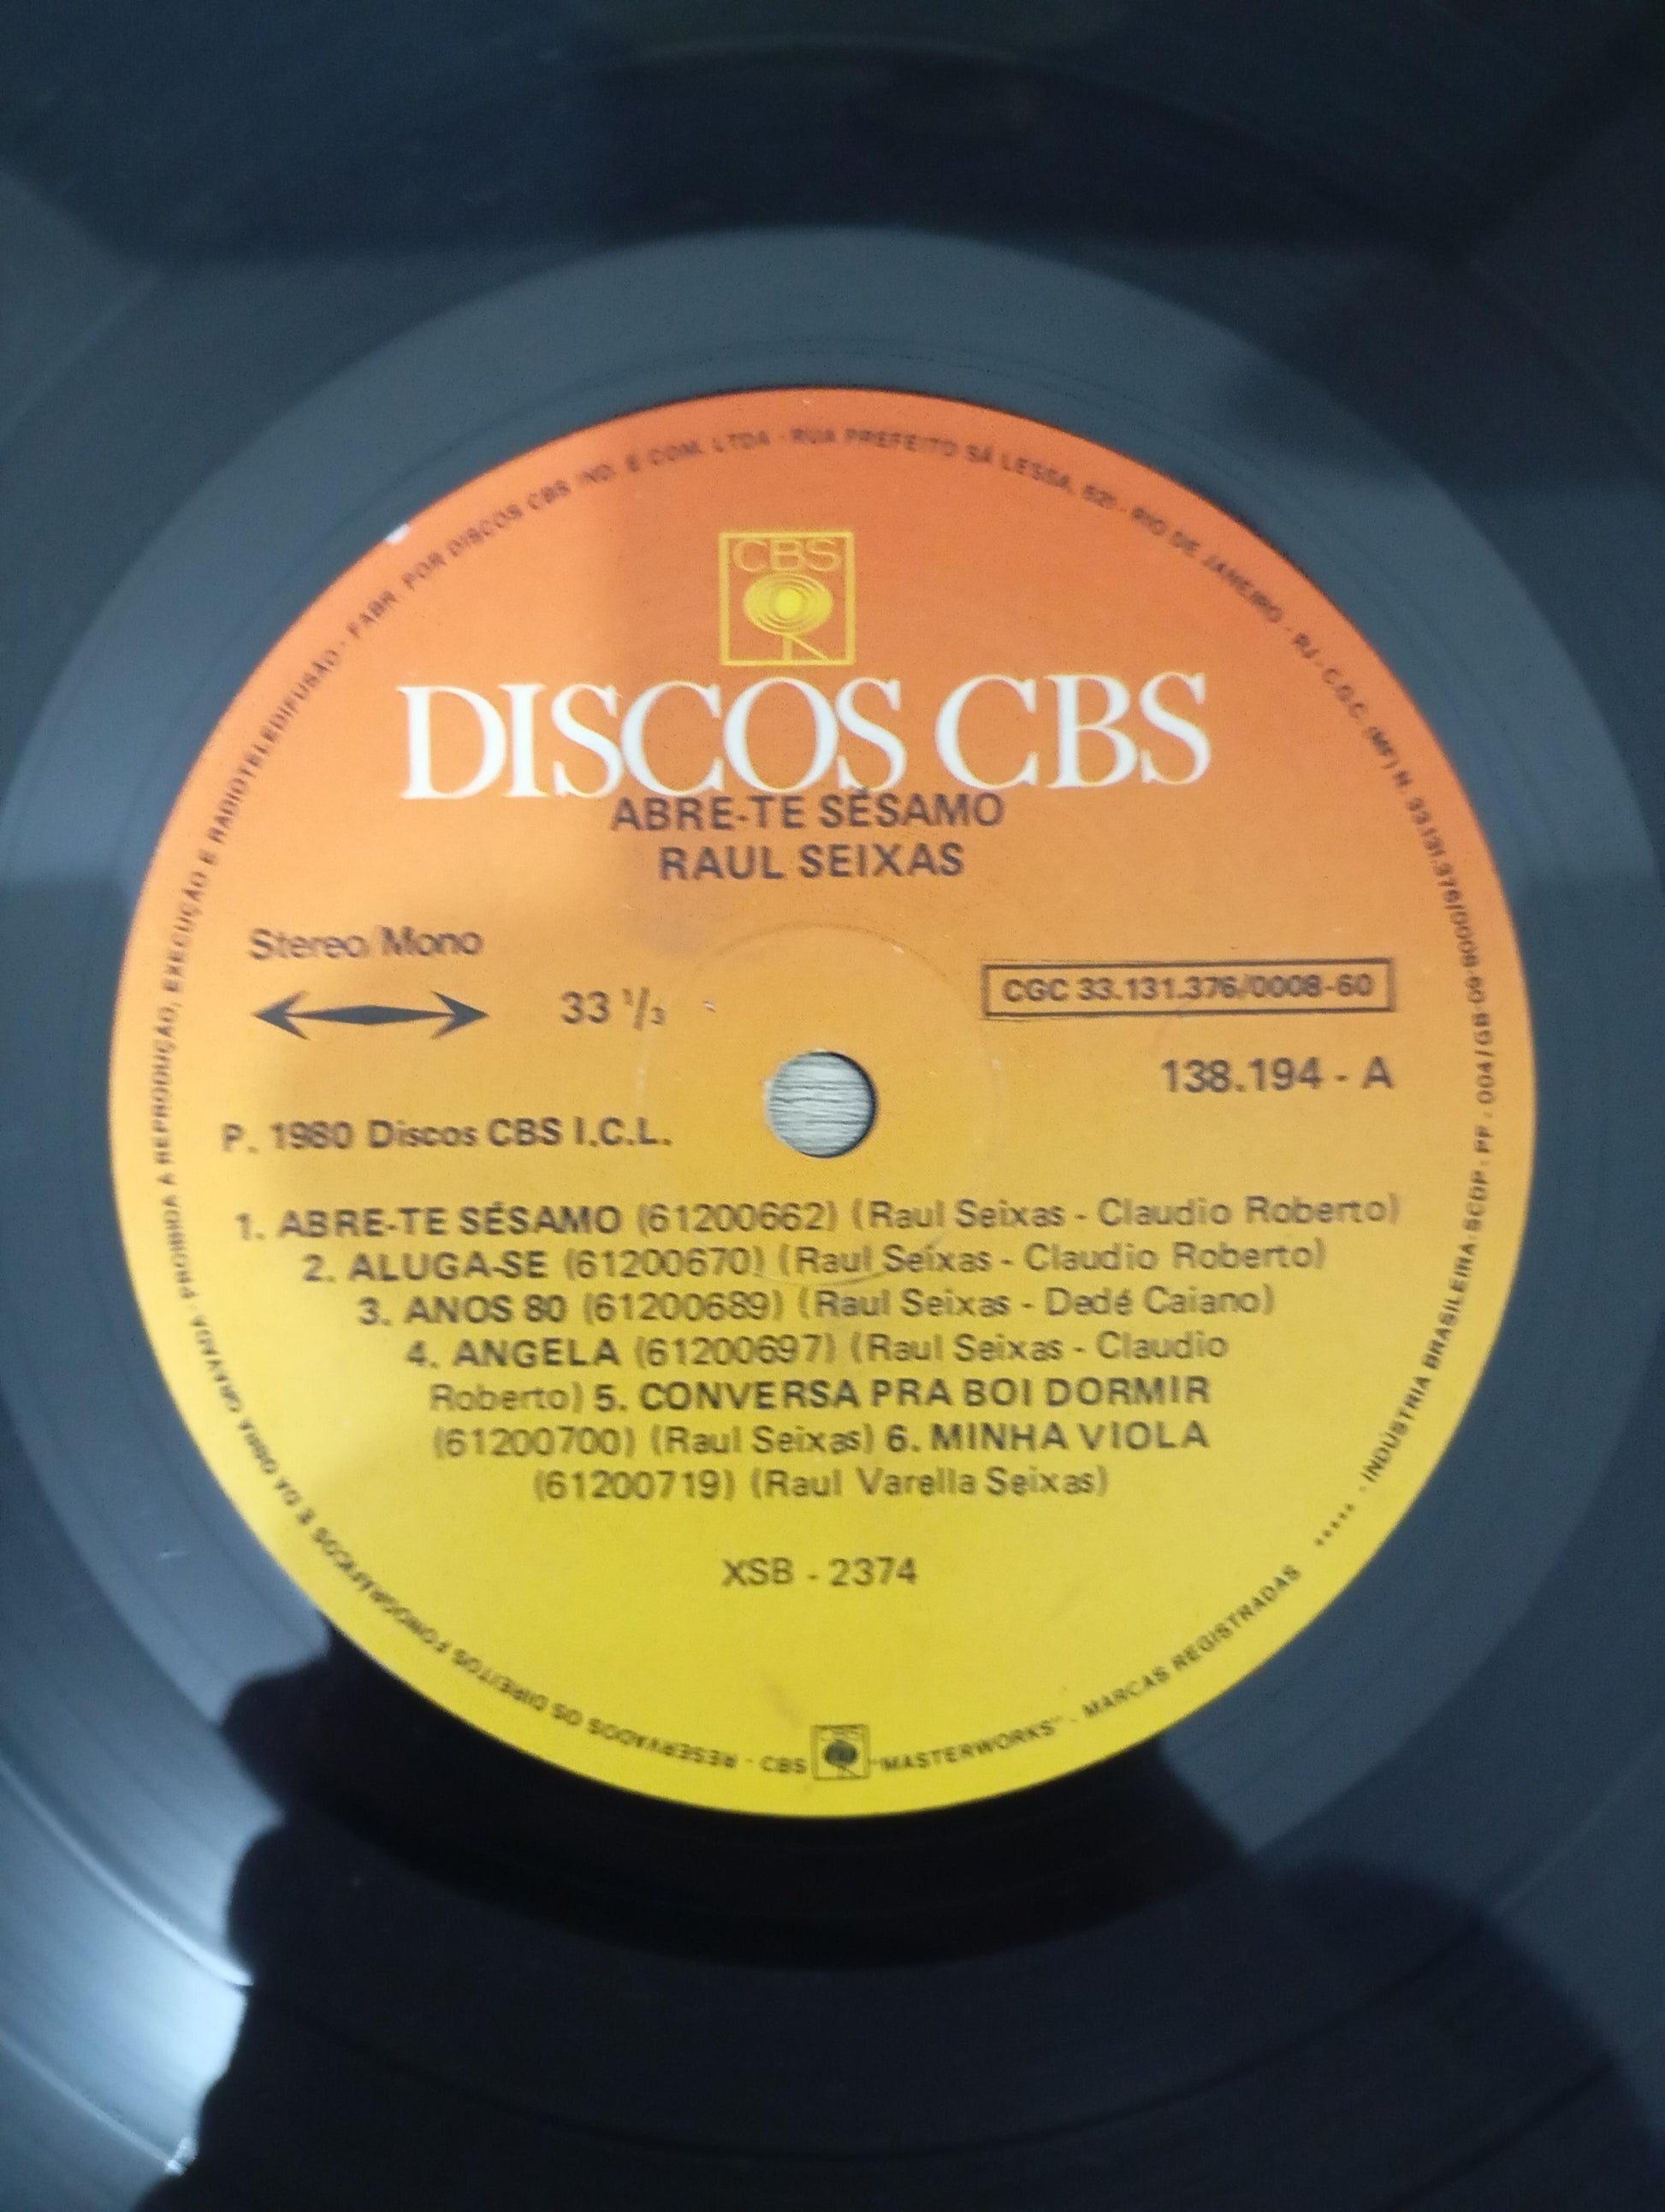 CBS
DISCOS CBS
ABRE-TE SÉSAMO
RAUL SEIXAS
Stereo/Mono
33 1/3
CGC 33.131.376/0008-60
138.194 - A
P. 1980 Discos CBS I.C.L.
1. ABRE-TE SÉSAMO (61200662) (Raul Seixas - Claudio Roberto)
2. ALUGA-SE (61200670) (Raul Seixas - Claudio Roberto)
3. ANOS 80 (61200689) (Raul Seixas - Dedé Caiano)
4. ANGELA (61200697) (Raul Seixas - Claudio
Roberto) 5. CONVERSA PRA BOI DORMIR
(61200700) (Raul Seixas) 6. MINHA VIOLA
(61200719) (Raul Varella Seixas)
XSB - 2374
RESERVADOS OS DIREITOS FONOGRÁFICOS E DA OBRA GRAVADA · PROIBIDA A REPRODUÇÃO, EXECUÇÃO E RADIOTELEDIFUSÃO · FABR. POR DISCOS CBS IND. E COM. LTDA · RUA PREFEITO SÁ LESSA, · RIO DE JANEIRO - RJ - C.G.C. (MF) N. INDÚSTRIA BRASILEIRA · SCDP · PF · 004/GB
CBS "MASTERWORKS" · MARCAS REGISTRADAS